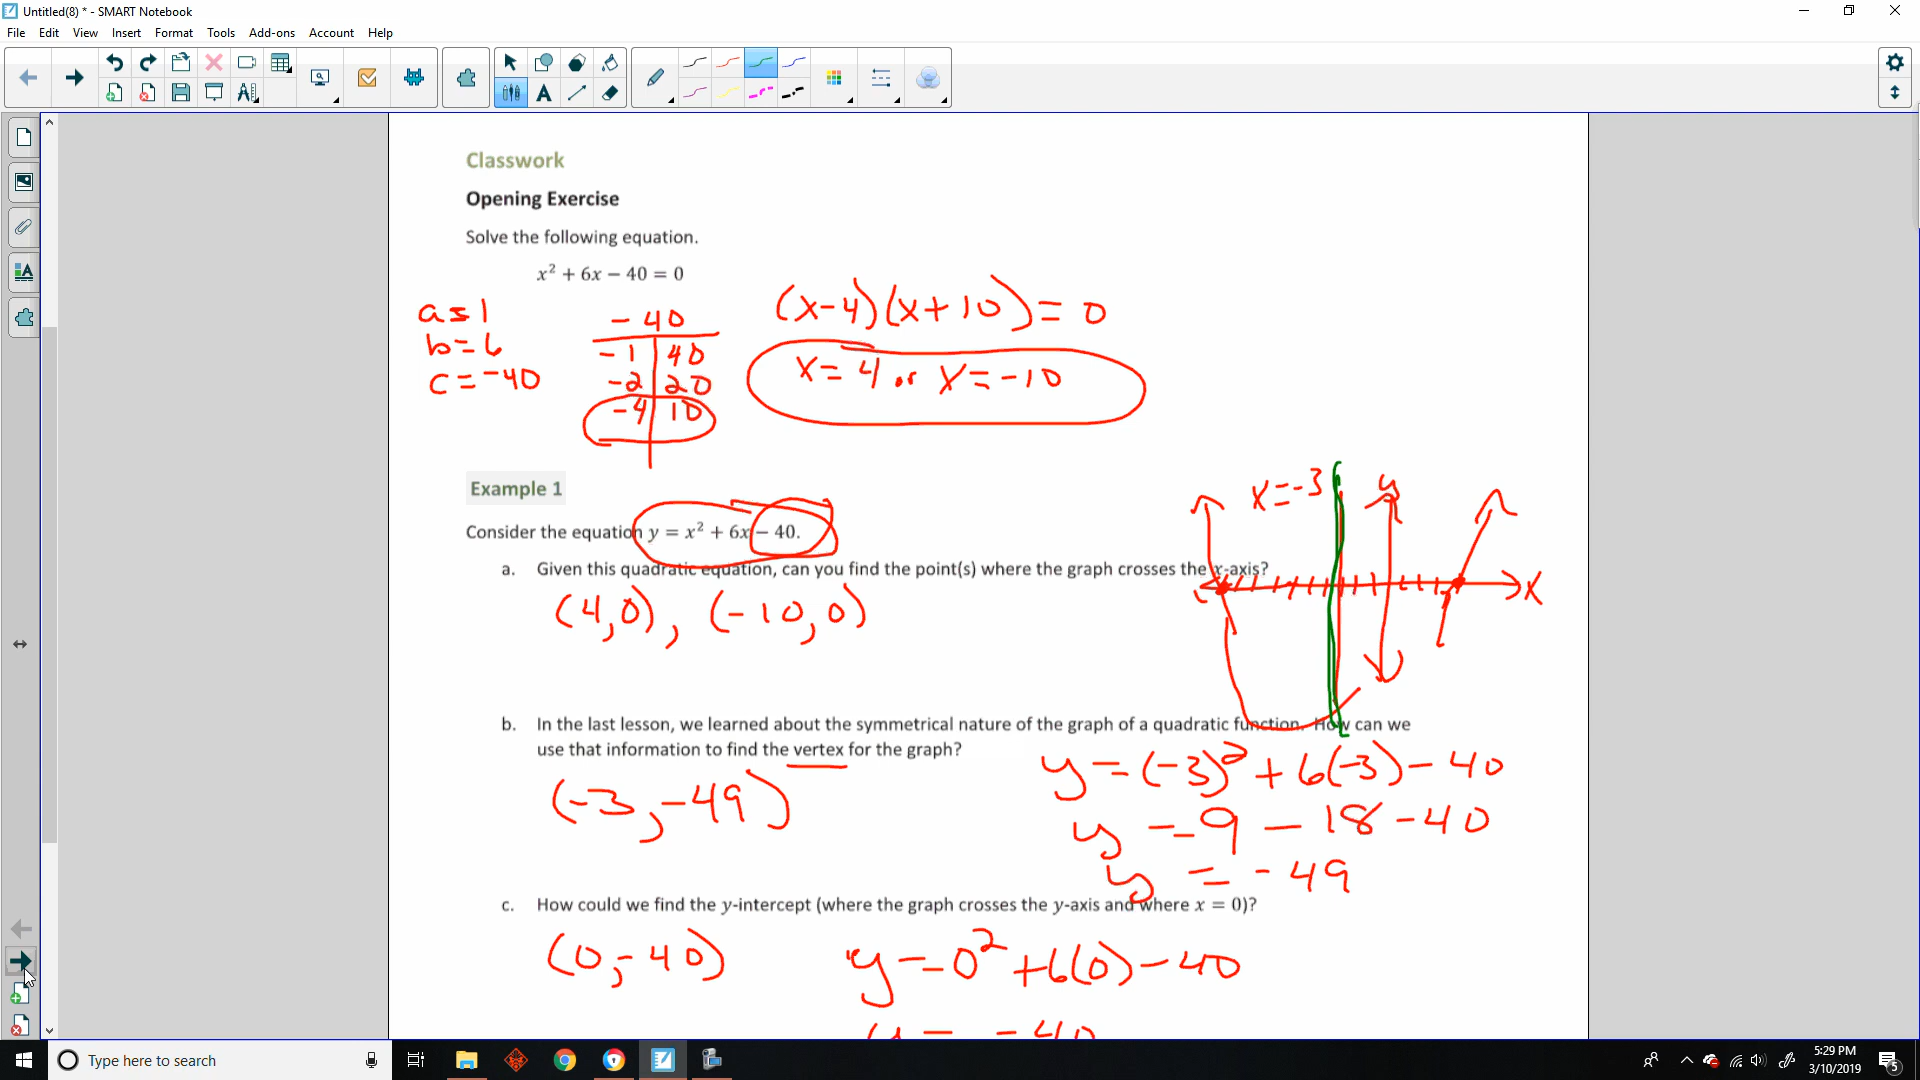 Untitled(8) * - SMART Notebook
File Edit View Insert Format Tools Add-ons Account Help
Classwork
Opening Exercise
Solve the following equation.
x² + 6x − 40 = 0
a = 1
b = 6
c = -40
-40
-1 40
-2 20
-4 10
(x-4)(x+10) = 0
x = 4 or x = -10
Example 1
Consider the equation y = x² + 6x − 40.
x = -3
y
x
a. Given this quadratic equation, can you find the point(s) where the graph crosses the x-axis?
(4,0), (-10,0)
b. In the last lesson, we learned about the symmetrical nature of the graph of a quadratic function. How can we
use that information to find the vertex for the graph?
(-3,-49)
y = (-3)² + 6(-3) - 40
y = 9 - 18 - 40
y = -49
c. How could we find the y-intercept (where the graph crosses the y-axis and where x = 0)?
(0,-40)
y = 0² + 6(0) - 40
y = -40
Type here to search
5:29 PM
3/10/2019
5